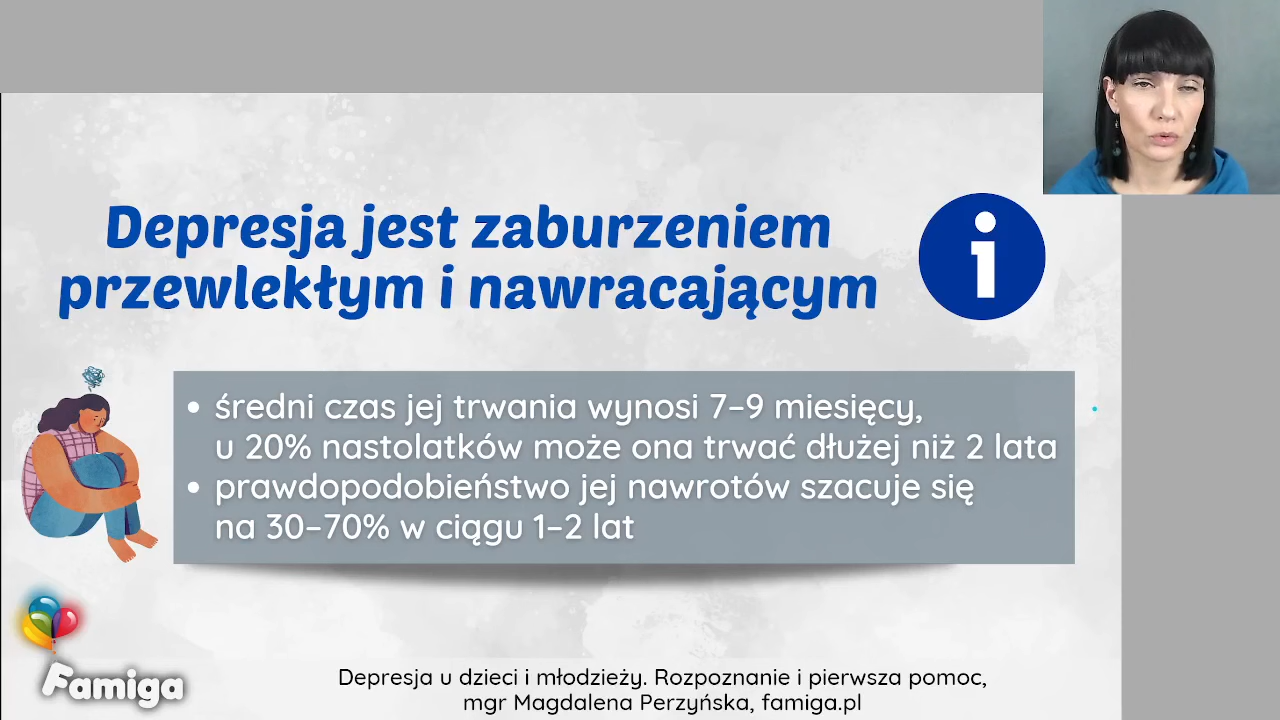 Depresja jest zaburzeniem
przewlekłym i nawracającym
i
• średni czas jej trwania wynosi 7–9 miesięcy,
u 20% nastolatków może ona trwać dłużej niż 2 lata
• prawdopodobieństwo jej nawrotów szacuje się
na 30–70% w ciągu 1–2 lat
Famiga
Depresja u dzieci i młodzieży. Rozpoznanie i pierwsza pomoc,
mgr Magdalena Perzyńska, famiga.pl